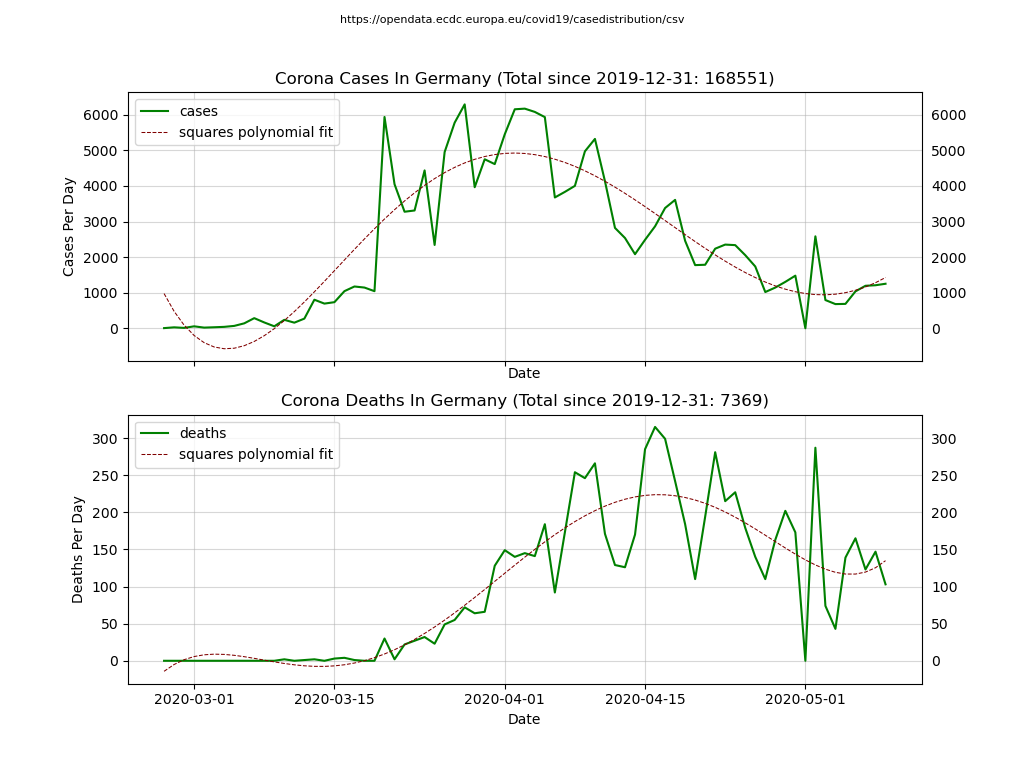 https://opendata.ecdc.europa.eu/covid19/casedistribution/csv
Corona Cases In Germany (Total since 2019-12-31: 168551)
cases
squares polynomial fit
Cases Per Day
6000
5000
4000
3000
2000
1000
0
6000
5000
4000
3000
2000
1000
0
Date
Corona Deaths In Germany (Total since 2019-12-31: 7369)
deaths
squares polynomial fit
Deaths Per Day
300
250
200
150
100
50
0
300
250
200
150
100
50
0
2020-03-01 2020-03-15 2020-04-01 2020-04-15 2020-05-01
Date